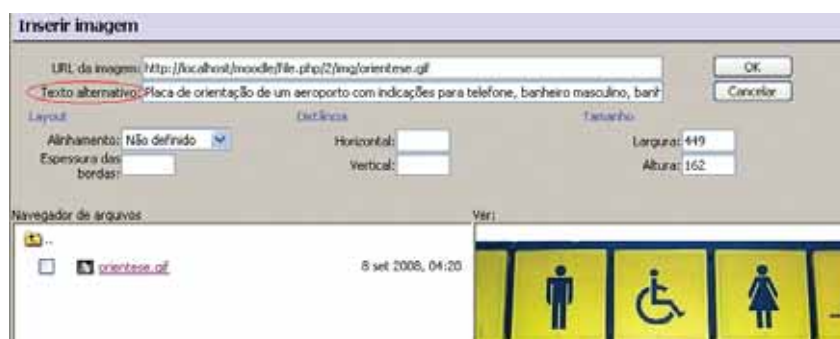 Inserir imagem
URL da imagem: http://localhost/moodle/file.php/2/img/orientese.gif OK
Texto alternativo: Placa de orientação de um aeroporto com indicações para telefone, banheiro masculino, banh Cancelar
Layout Distância Tamanho
Alinhamento: Não definido Horizontal: Largura: 449
Espessura das bordas: Vertical: Altura: 162
Navegador de arquivos Ver:
..
orientese.gif 8 set 2008, 04:20